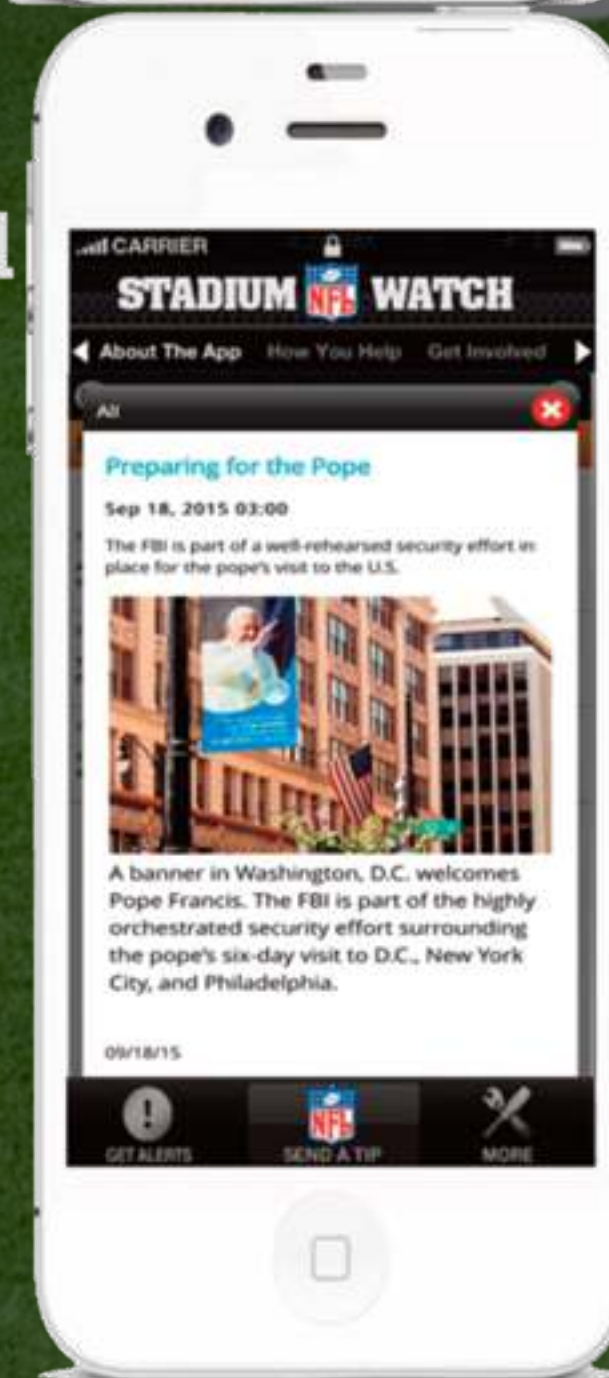 CARRIER
STADIUM NFL WATCH
About The App How You Help Get Involved
All
Preparing for the Pope
Sep 18, 2015 03:00
The FBI is part of a well-rehearsed security effort in
place for the pope's visit to the U.S.
A banner in Washington, D.C. welcomes
Pope Francis. The FBI is part of the highly
orchestrated security effort surrounding
the pope's six-day visit to D.C., New York
City, and Philadelphia.
09/18/15
!
NFL
GET ALERTS SEND A TIP MORE